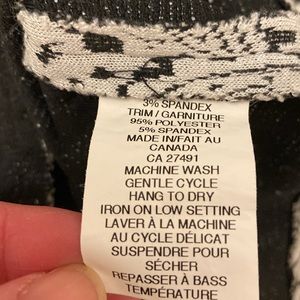 3% SPANDEX
TRIM / GARNITURE
95% POLYESTER
5% SPANDEX
MADE IN/FAIT AU
CANADA
CA 27491
MACHINE WASH
GENTLE CYCLE
HANG TO DRY
IRON ON LOW SETTING
LAVER À LA MACHINE
AU CYCLE DÉLICAT
SUSPENDRE POUR
SÉCHER
REPASSER À BASS
TEMPÉRATURE